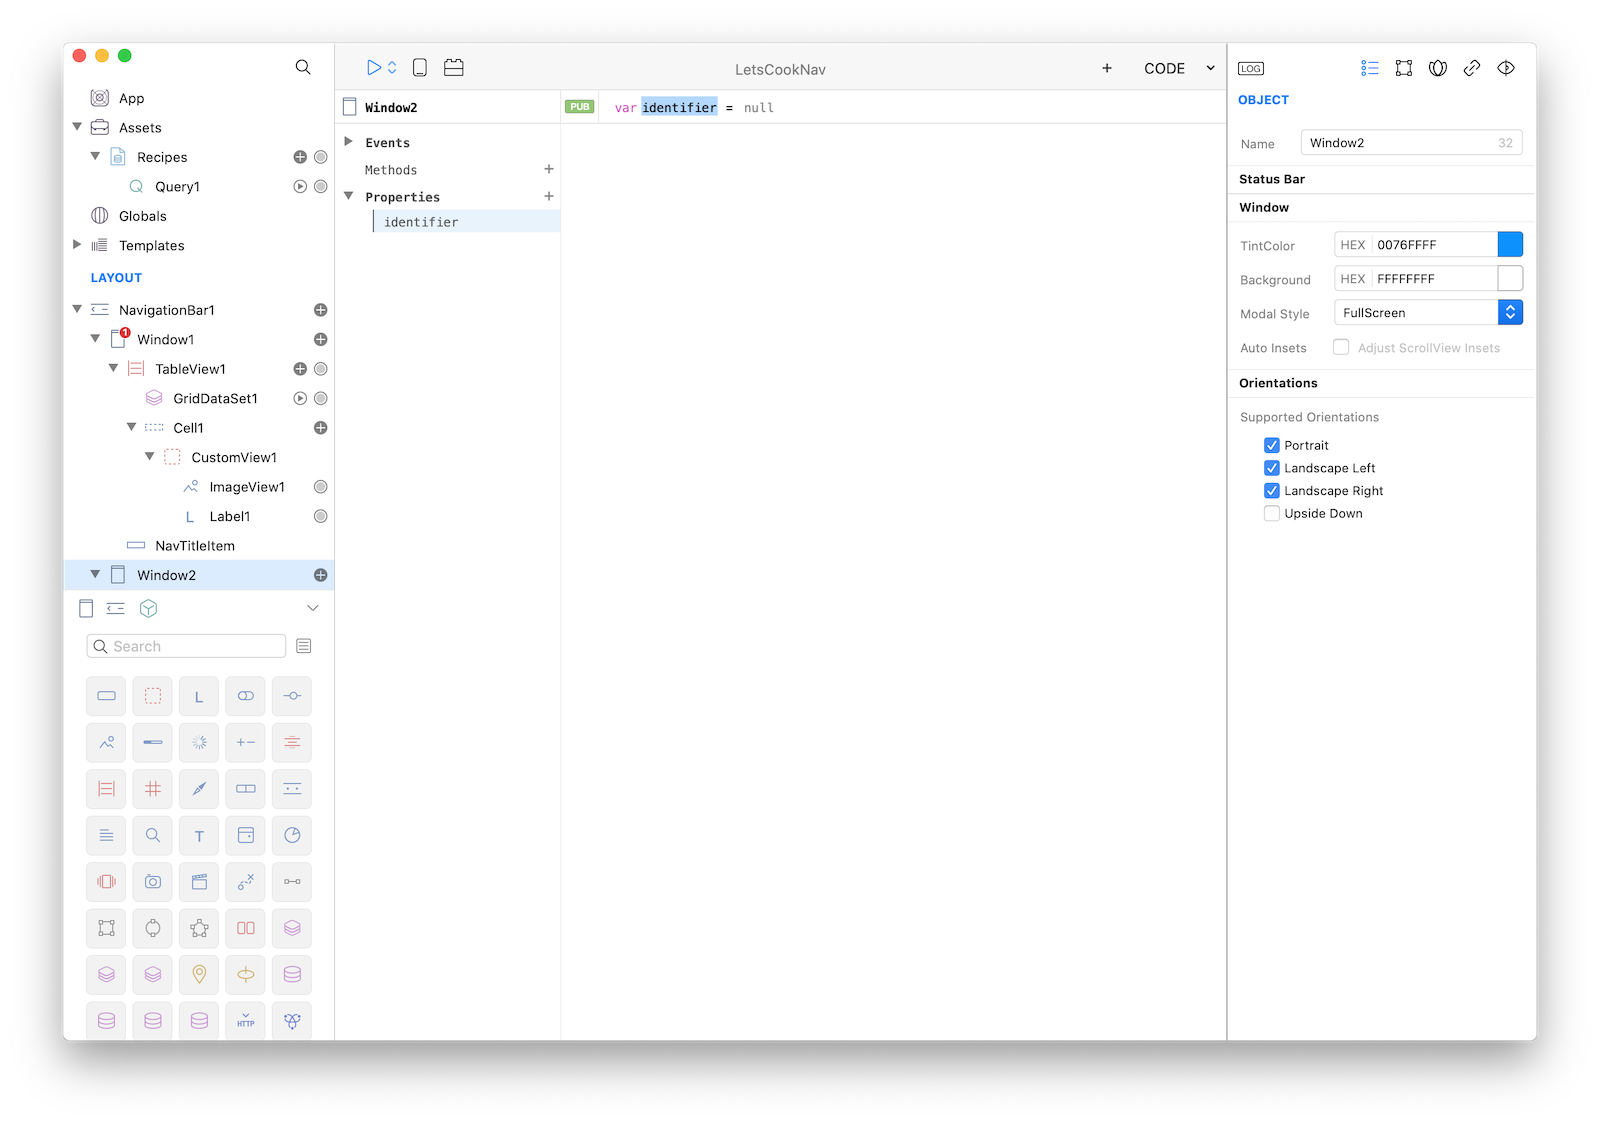 App
Assets
Recipes
Query1
Globals
Templates
LAYOUT
NavigationBar1
1
Window1
TableView1
GridDataSet1
Cell1
CustomView1
ImageView1
L Label1
NavTitleItem
Window2
Search
L
T
HTTP
LetsCookNav
+ CODE
Window2
Events
Methods +
Properties +
identifier
PUB var identifier = null
LOG
OBJECT
Name Window2 32
Status Bar
Window
TintColor HEX 0076FFFF
Background HEX FFFFFFFF
Modal Style FullScreen
Auto Insets Adjust ScrollView Insets
Orientations
Supported Orientations
Portrait
Landscape Left
Landscape Right
Upside Down